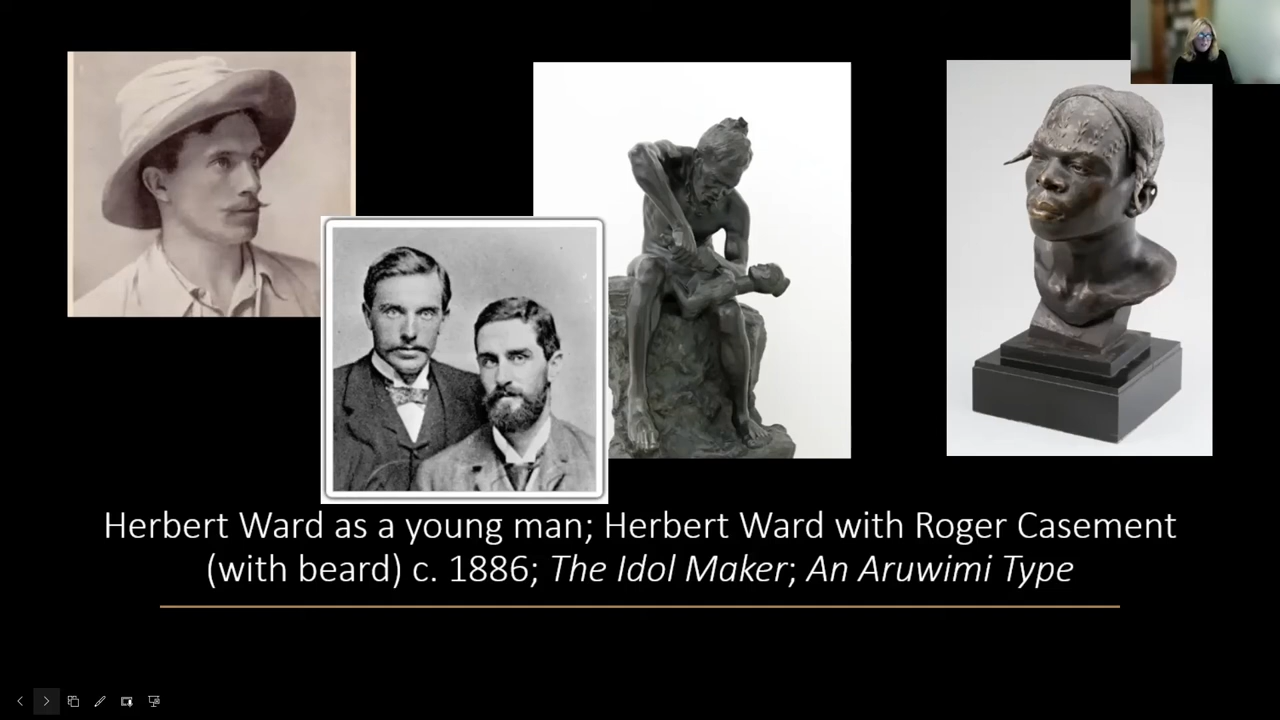 Herbert Ward as a young man; Herbert Ward with Roger Casement
(with beard) c. 1886; The Idol Maker; An Aruwimi Type